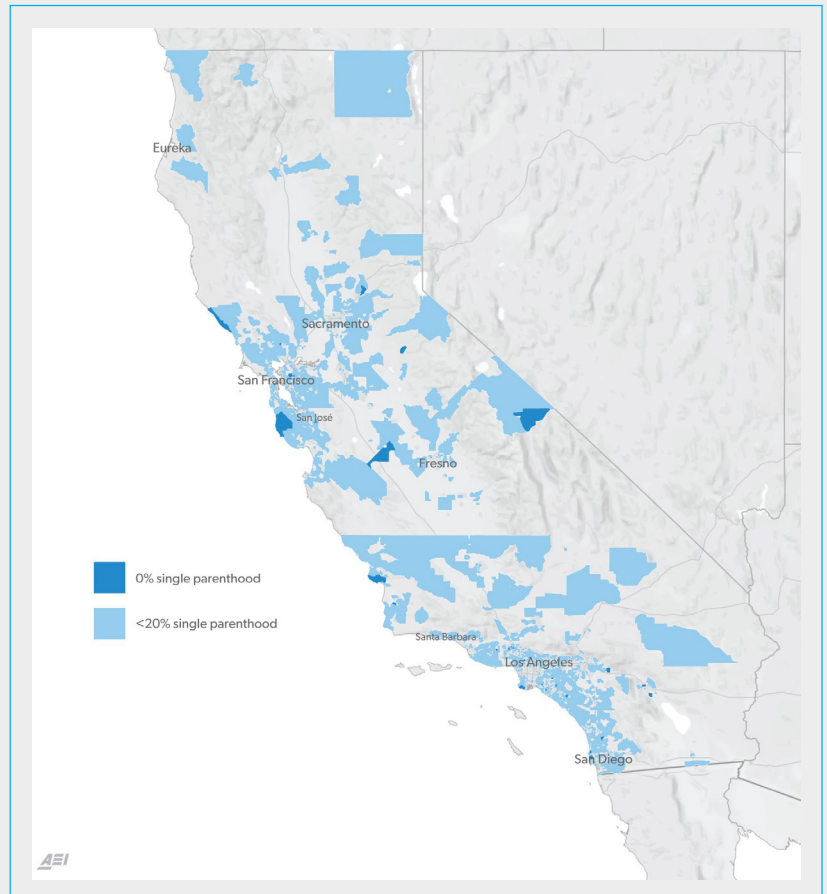 Eureka
Sacramento
San Francisco
San José
Fresno
0% single parenthood
<20% single parenthood
Santa Barbara
Los Angeles
San Diego
AEI